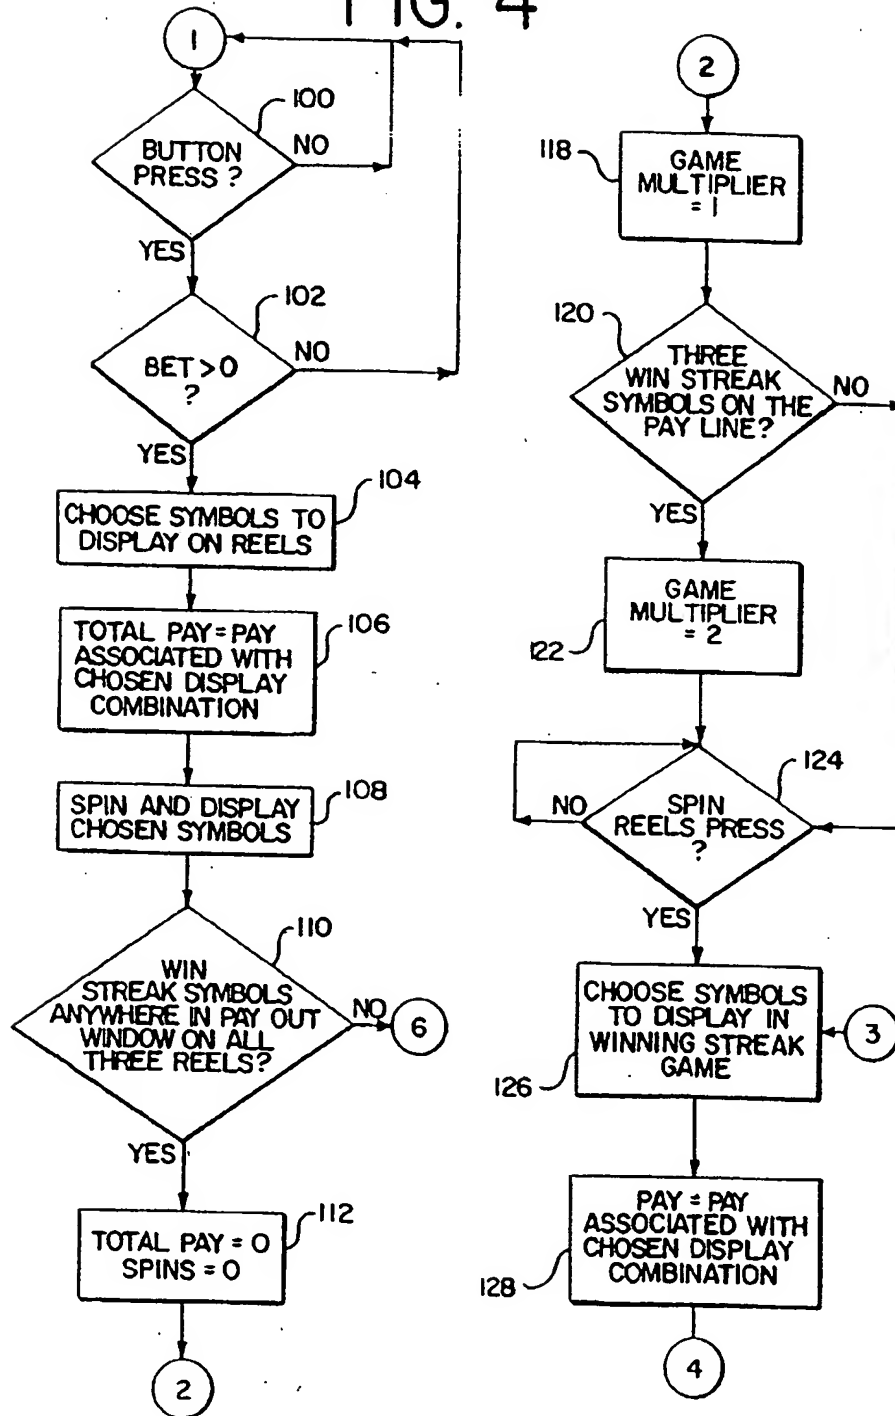 FIG. 4
1
100
BUTTON
PRESS ?
NO
YES
102
BET > 0
?
NO
YES
104
CHOOSE SYMBOLS TO
DISPLAY ON REELS
106
TOTAL PAY = PAY
ASSOCIATED WITH
CHOSEN DISPLAY
COMBINATION
108
SPIN AND DISPLAY
CHOSEN SYMBOLS
110
WIN
STREAK SYMBOLS
ANYWHERE IN PAY OUT
WINDOW ON ALL
THREE REELS?
NO
6
YES
112
TOTAL PAY = 0
SPINS = 0
2
2
118
GAME
MULTIPLIER
= 1
120
THREE
WIN STREAK
SYMBOLS ON THE
PAY LINE?
NO
YES
GAME
MULTIPLIER
= 2
122
124
SPIN
REELS PRESS
?
NO
YES
CHOOSE SYMBOLS
TO DISPLAY IN
WINNING STREAK
GAME
3
126
PAY = PAY
ASSOCIATED WITH
CHOSEN DISPLAY
COMBINATION
128
4